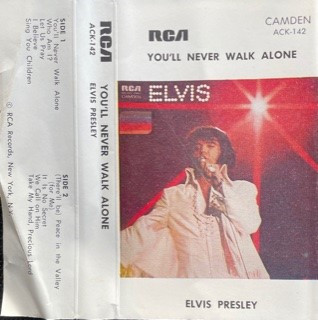 SIDE 1
You'll Never Walk Alone
Who Am I?
Let Us Pray
I Believe
Sing You Children
SIDE 2
(There'll be) Peace in the Valley
(for Me)
It Is No Secret
We Call on Him
Take My Hand, Precious Lord
Ⓟ RCA Records, New York,
RCA
ACK-142
YOU'LL NEVER WALK ALONE
ELVIS PRESLEY
RCA
CAMDEN
ACK-142
YOU'LL NEVER WALK ALONE
RCA
CAMDEN
ELVIS
ELVIS PRESLEY